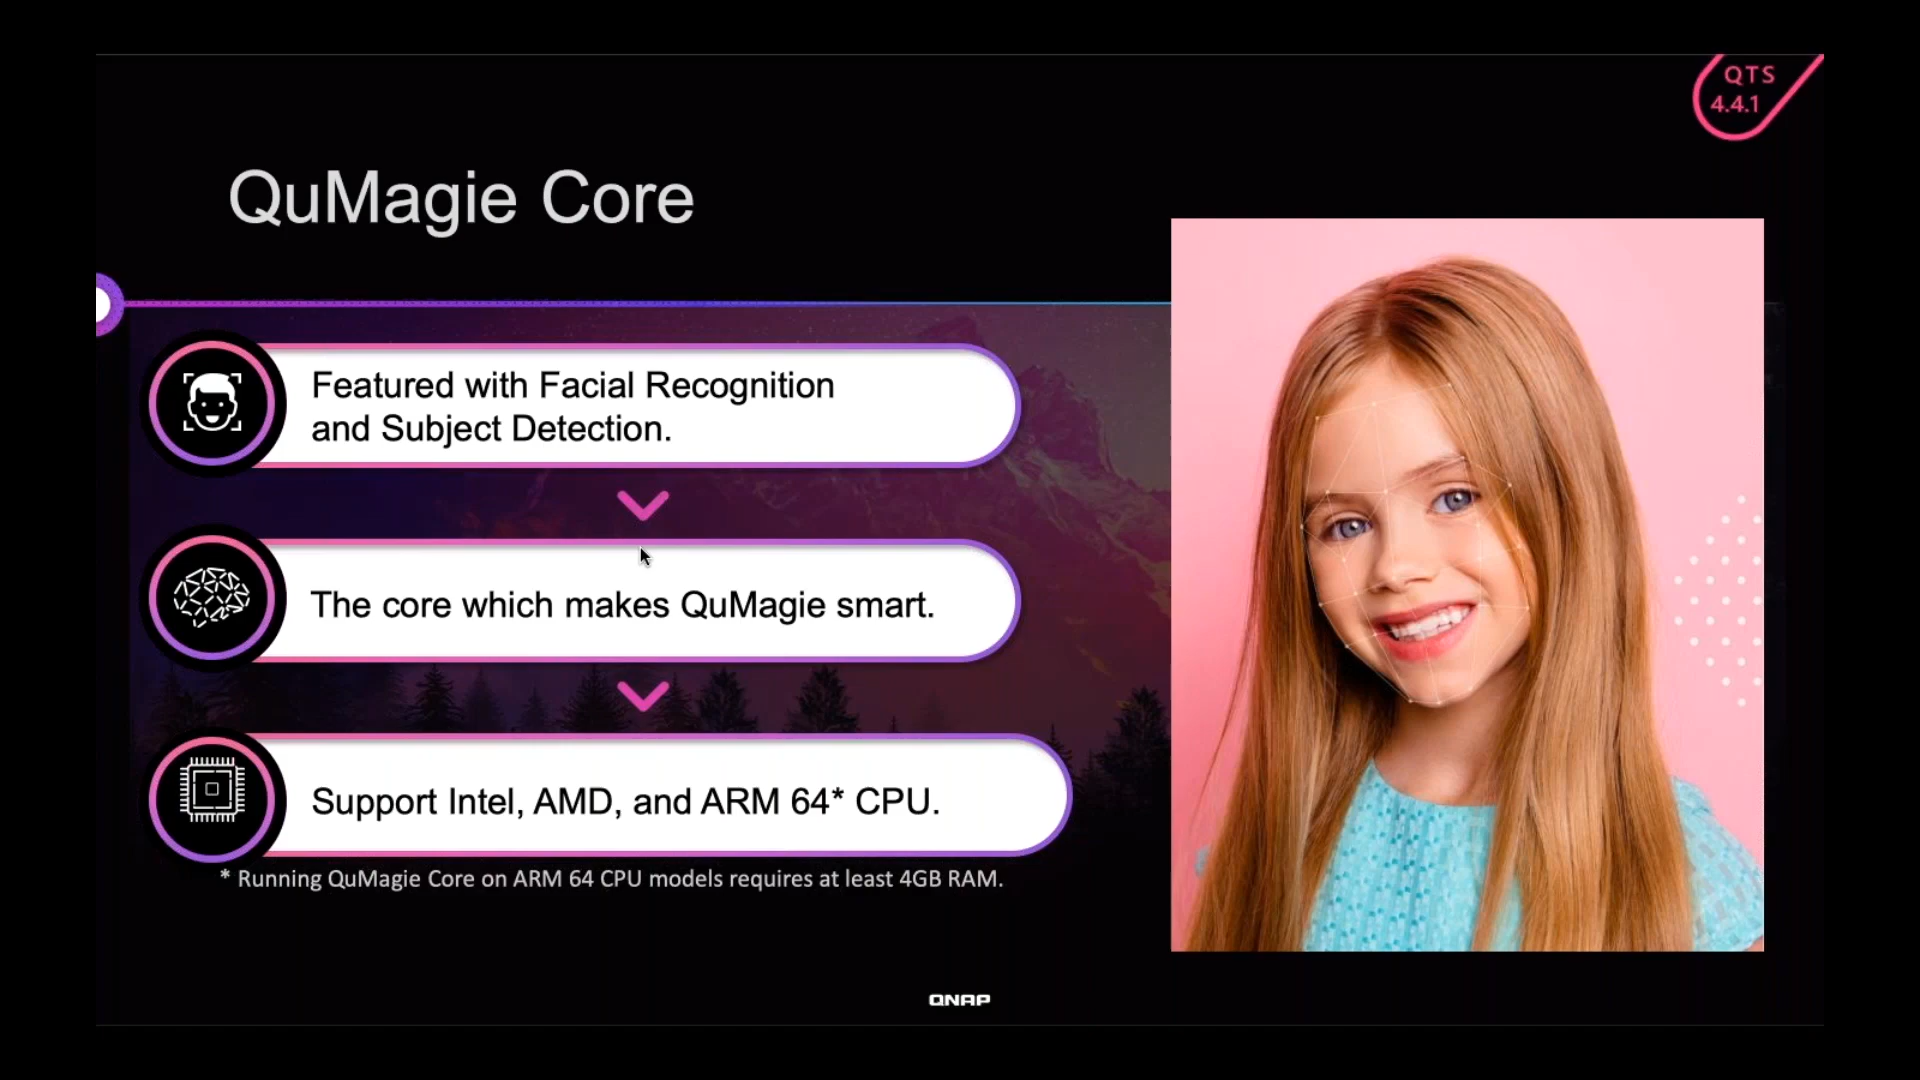 QTS
4.4.1
QuMagie Core
Featured with Facial Recognition
and Subject Detection.
The core which makes QuMagie smart.
Support Intel, AMD, and ARM 64* CPU.
* Running QuMagie Core on ARM 64 CPU models requires at least 4GB RAM.
QNAP